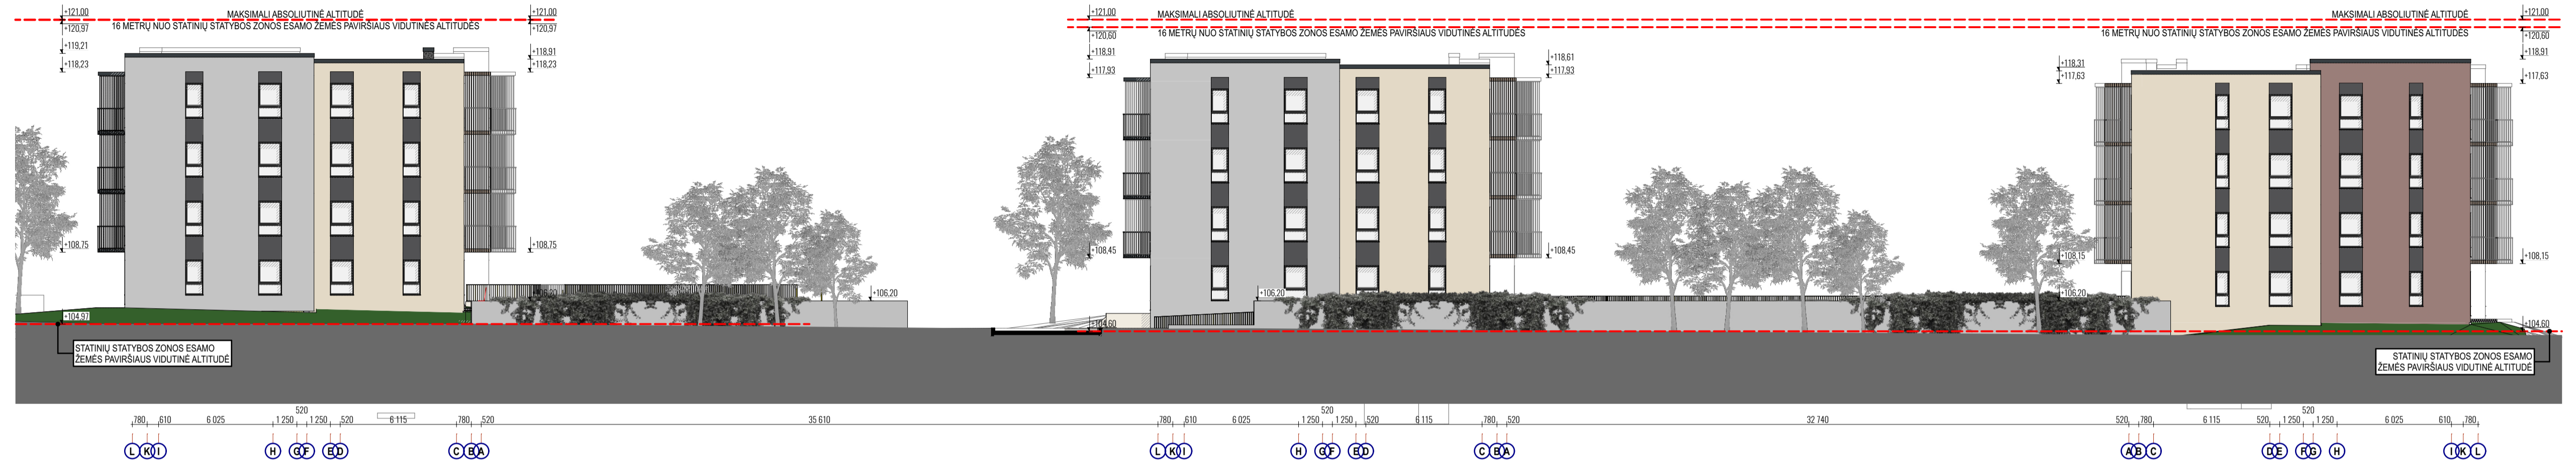 +121,00
MAKSIMALI ABSOLIUTINĖ ALTITUDĖ
+121,00
+120,97
16 METRŲ NUO STATINIŲ STATYBOS ZONOS ESAMO ŽEMĖS PAVIRŠIAUS VIDUTINĖS ALTITUDĖS
+120,97
+119,21
+118,91
+118,23
+118,23
+108,75
+108,75
+106,20
+104,97
STATINIŲ STATYBOS ZONOS ESAMO
ŽEMĖS PAVIRŠIAUS VIDUTINĖ ALTITUDĖ
+121,00
MAKSIMALI ABSOLIUTINĖ ALTITUDĖ
+120,60
16 METRŲ NUO STATINIŲ STATYBOS ZONOS ESAMO ŽEMĖS PAVIRŠIAUS VIDUTINĖS ALTITUDĖS
+118,91
+118,61
+117,93
+117,93
+108,45
+108,45
+106,20
+104,60
MAKSIMALI ABSOLIUTINĖ ALTITUDĖ
+121,00
16 METRŲ NUO STATINIŲ STATYBOS ZONOS ESAMO ŽEMĖS PAVIRŠIAUS VIDUTINĖS ALTITUDĖS
+120,60
+118,91
+118,31
+117,63
+117,63
+108,15
+108,15
+106,20
+104,60
STATINIŲ STATYBOS ZONOS ESAMO
ŽEMĖS PAVIRŠIAUS VIDUTINĖ ALTITUDĖ
520
520
520
780 610 6 025 1 250 1 250 520 6 115 780 520 35 610 780 610 6 025 1 250 1 250 520 6 115 780 520 32 740 520 780 6 115 520 1 250 1 250 6 025 610 780
L K I H G F E D C B A L K I H G F E D C B A A B C D E F G H I K L